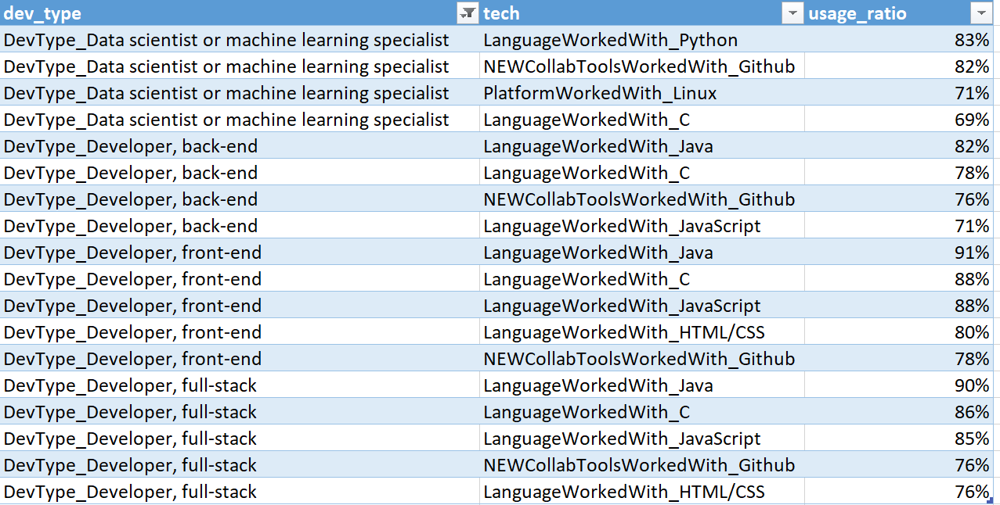 dev_type tech usage_ratio
DevType_Data scientist or machine learning specialist LanguageWorkedWith_Python 83%
DevType_Data scientist or machine learning specialist NEWCollabToolsWorkedWith_Github 82%
DevType_Data scientist or machine learning specialist PlatformWorkedWith_Linux 71%
DevType_Data scientist or machine learning specialist LanguageWorkedWith_C 69%
DevType_Developer, back-end LanguageWorkedWith_Java 82%
DevType_Developer, back-end LanguageWorkedWith_C 78%
DevType_Developer, back-end NEWCollabToolsWorkedWith_Github 76%
DevType_Developer, back-end LanguageWorkedWith_JavaScript 71%
DevType_Developer, front-end LanguageWorkedWith_Java 91%
DevType_Developer, front-end LanguageWorkedWith_C 88%
DevType_Developer, front-end LanguageWorkedWith_JavaScript 88%
DevType_Developer, front-end LanguageWorkedWith_HTML/CSS 80%
DevType_Developer, front-end NEWCollabToolsWorkedWith_Github 78%
DevType_Developer, full-stack LanguageWorkedWith_Java 90%
DevType_Developer, full-stack LanguageWorkedWith_C 86%
DevType_Developer, full-stack LanguageWorkedWith_JavaScript 85%
DevType_Developer, full-stack NEWCollabToolsWorkedWith_Github 76%
DevType_Developer, full-stack LanguageWorkedWith_HTML/CSS 76%